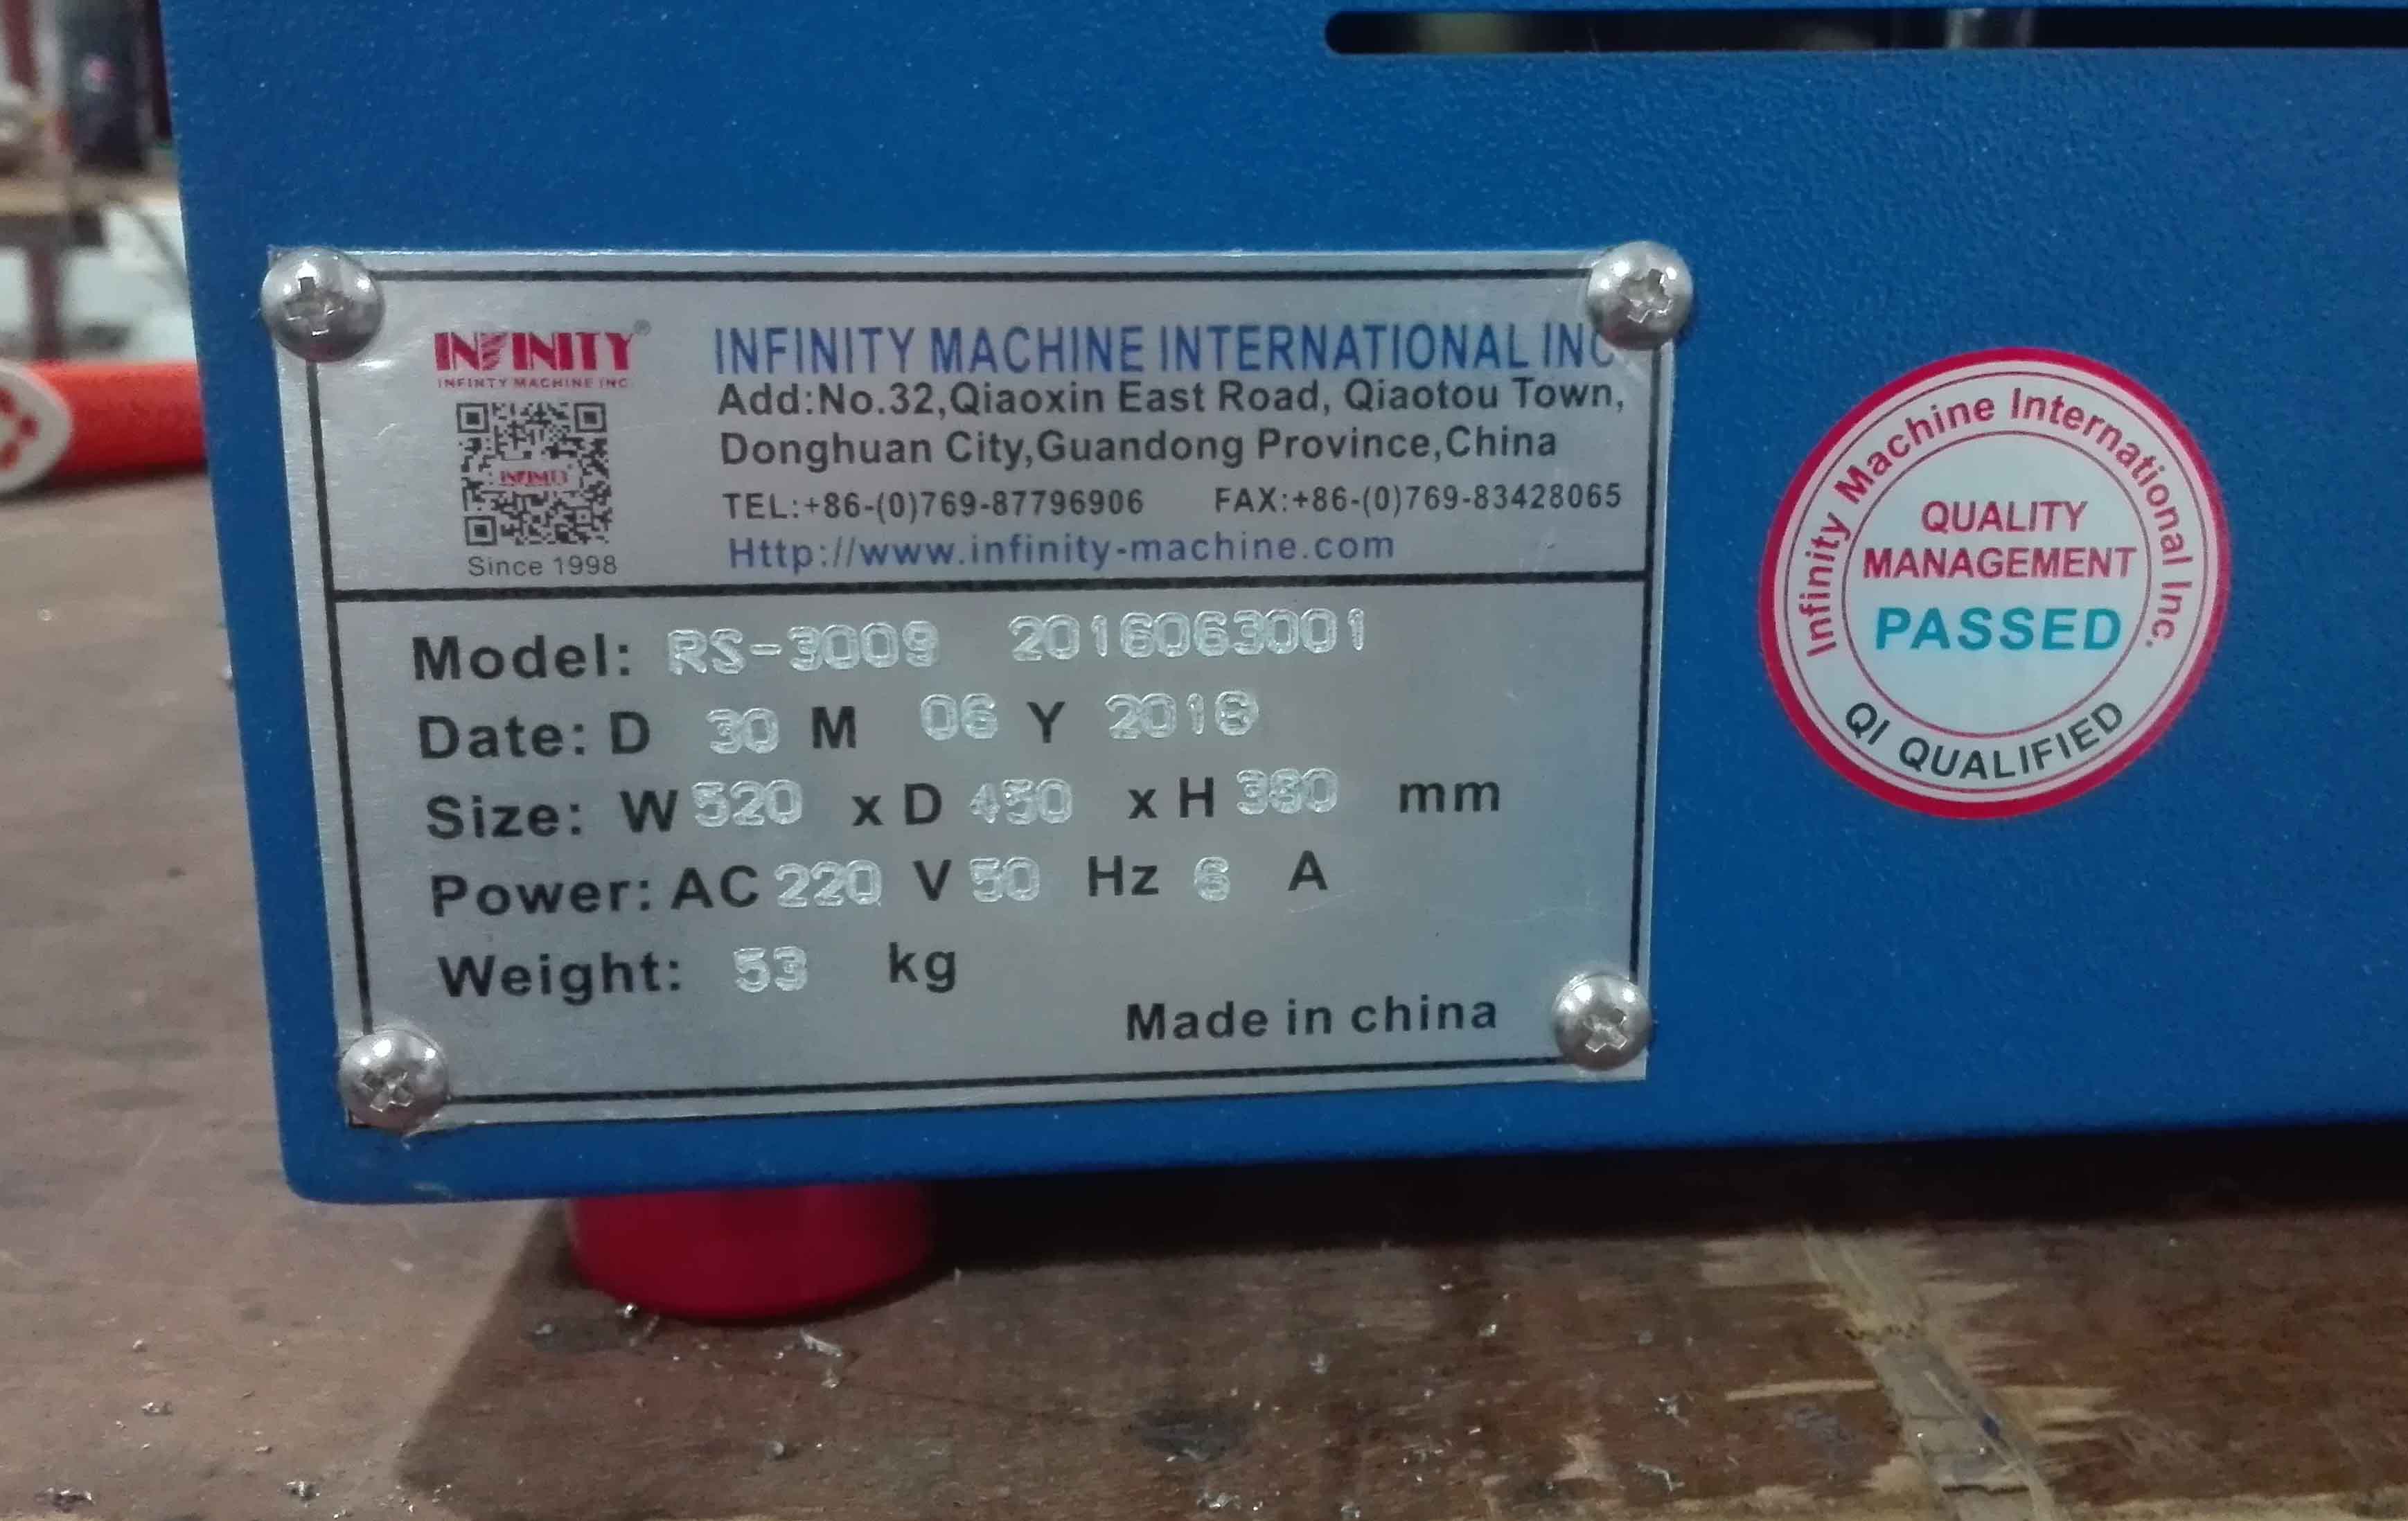 INFINITY®
INFINTY MACHINE INC
INFINITY
Since 1998
INFINITY MACHINE INTERNATIONAL INC
Add:No.32,Qiaoxin East Road, Qiaotou Town,
Donghuan City,Guandong Province,China
TEL:+86-(0)769-87796906 FAX:+86-(0)769-83428065
Http://www.infinity-machine.com
Model: RS-3009 2016063001
Date: D 30 M 06 Y 2016
Size: W 520 x D 450 x H 380 mm
Power: AC 220 V 50 Hz 6 A
Weight: 53 kg
Made in china
Infinity Machine International Inc.
QUALITY
MANAGEMENT
PASSED
QI QUALIFIED